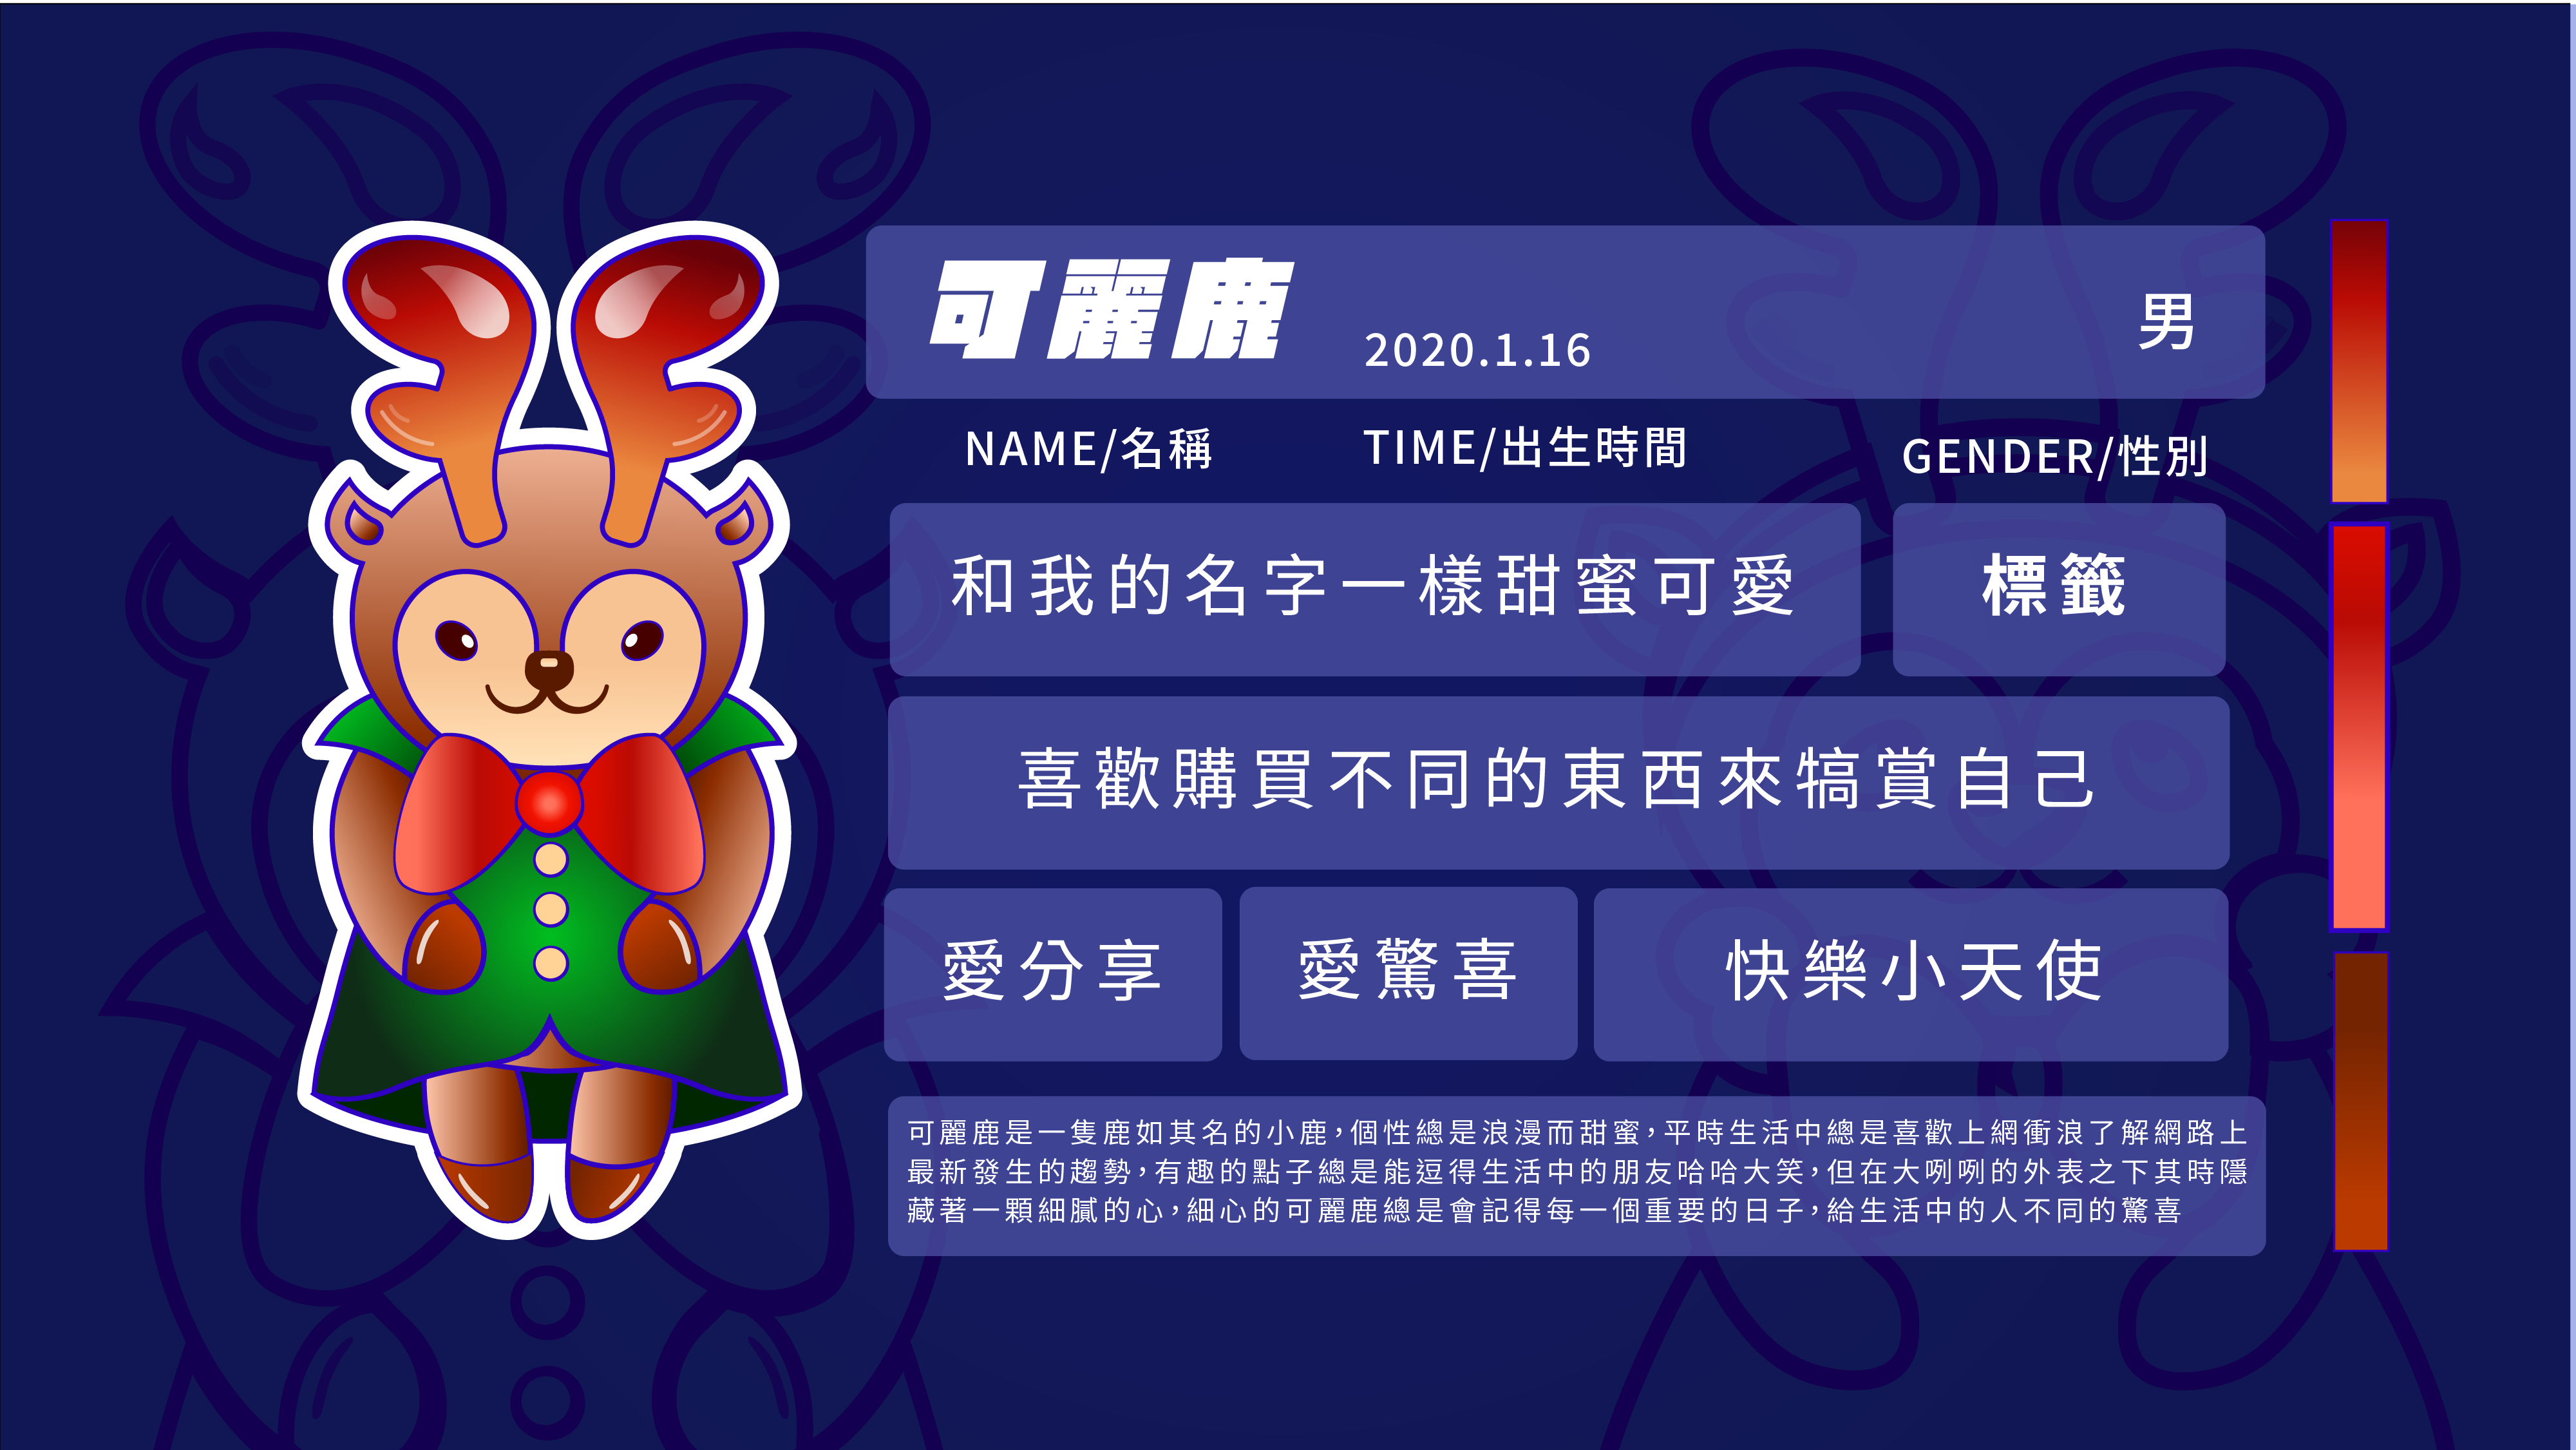 可麗鹿
2020.1.16
男
NAME/名稱
TIME/出生時間
GENDER/性別
和我的名字一樣甜蜜可愛
標籤
喜歡購買不同的東西來犒賞自己
愛分享
愛驚喜
快樂小天使
可麗鹿是一隻鹿如其名的小鹿,個性總是浪漫而甜蜜,平時生活中總是喜歡上網衝浪了解網路上
最新發生的趨勢,有趣的點子總是能逗得生活中的朋友哈哈大笑,但在大咧咧的外表之下其時隱
藏著一顆細膩的心,細心的可麗鹿總是會記得每一個重要的日子,給生活中的人不同的驚喜